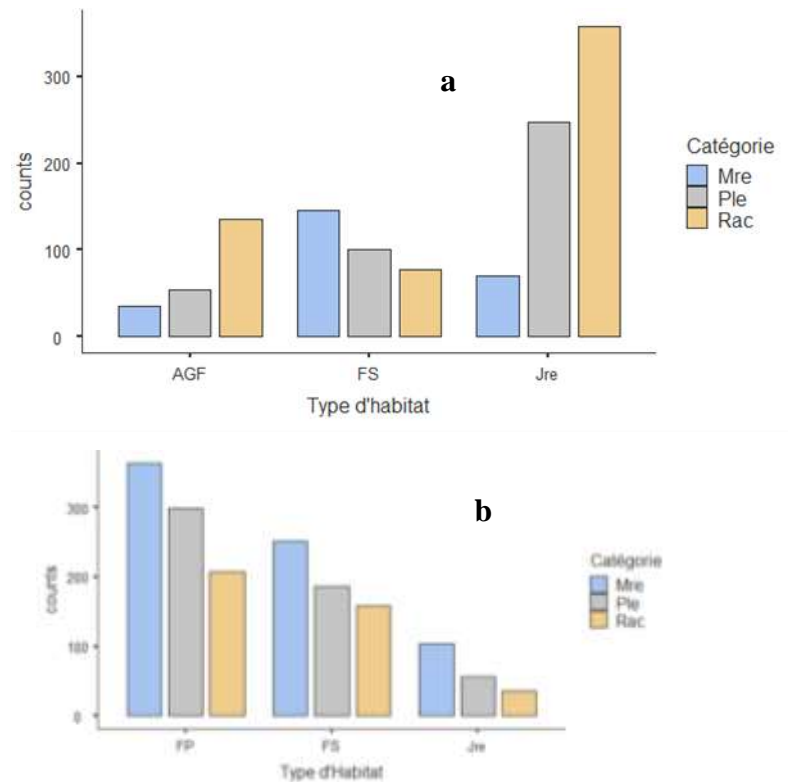 a
300
200
100
0
counts
AGF FS Jre
Type d'habitat
Catégorie
Mre
Ple
Rac
b
300
200
100
0
counts
FP FS Jre
Type d'Habitat
Catégorie
Mre
Ple
Rac